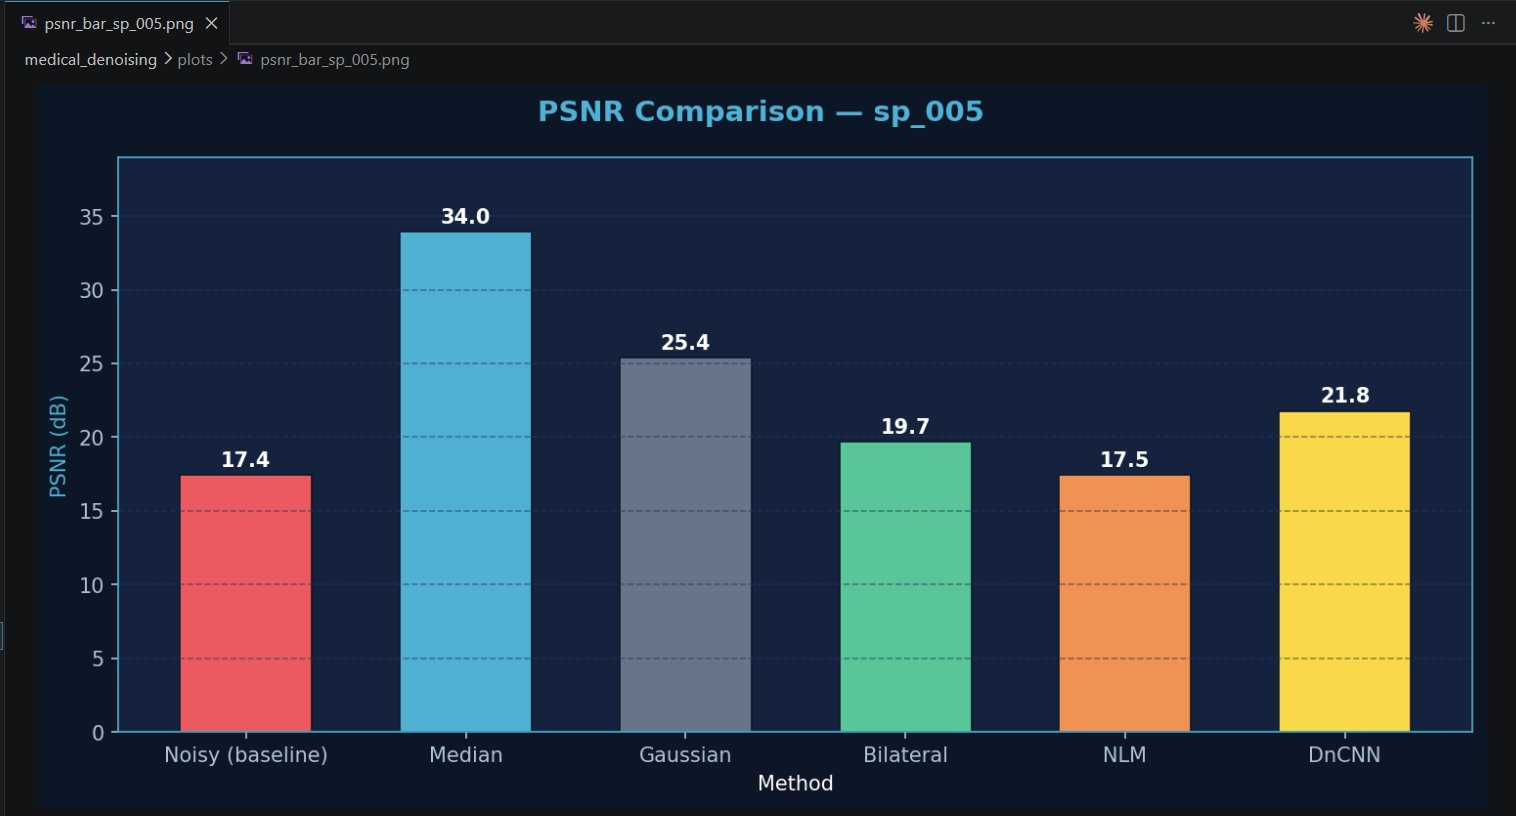 psnr_bar_sp_005.png
medical_denoising > plots > psnr_bar_sp_005.png
PSNR Comparison — sp_005
PSNR (dB)
35
30
25
20
15
10
5
0
17.4
34.0
25.4
19.7
17.5
21.8
Noisy (baseline) Median Gaussian Bilateral NLM DnCNN
Method